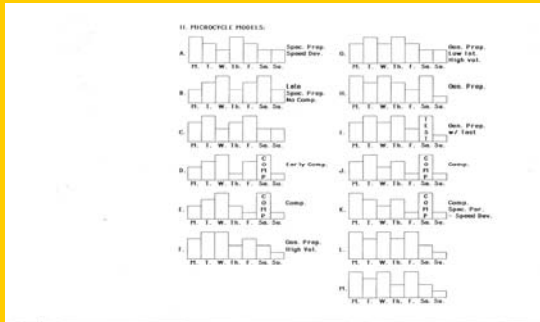 II. MICROCYCLE MODELS:
A.
Spec. Prep.
Speed Dev.
M. T. W. Th. F. Sa. Su.
B.
Late
Spec. Prep.
No Comp.
M. T. W. Th. F. Sa. Su.
C.
M. T. W. Th. F. Sa. Su.
D.
COMP
Early Comp.
M. T. W. Th. F. Sa. Su.
E.
COMP
Comp.
M. T. W. Th. F. Sa. Su.
F.
Gen. Prep.
High Vol.
M. T. W. Th. F. Sa. Su.
G.
Gen. Prep.
Low Int.
High Vol.
M. T. W. Th. F. Sa. Su.
H.
Gen. Prep.
M. T. W. Th. F. Sa. Su.
TEST
Gen. Prep.
w/ Test
M. T. W. Th. F. Sa. Su.
J.
COMP
Comp.
M. T. W. Th. F. Sa. Su.
K.
COMP
Comp.
Spec. Par.
- Speed Dev.
M. T. W. Th. F. Sa. Su.
L.
M. T. W. Th. F. Sa. Su.
M.
M. T. W. Th. F. Sa. Su.